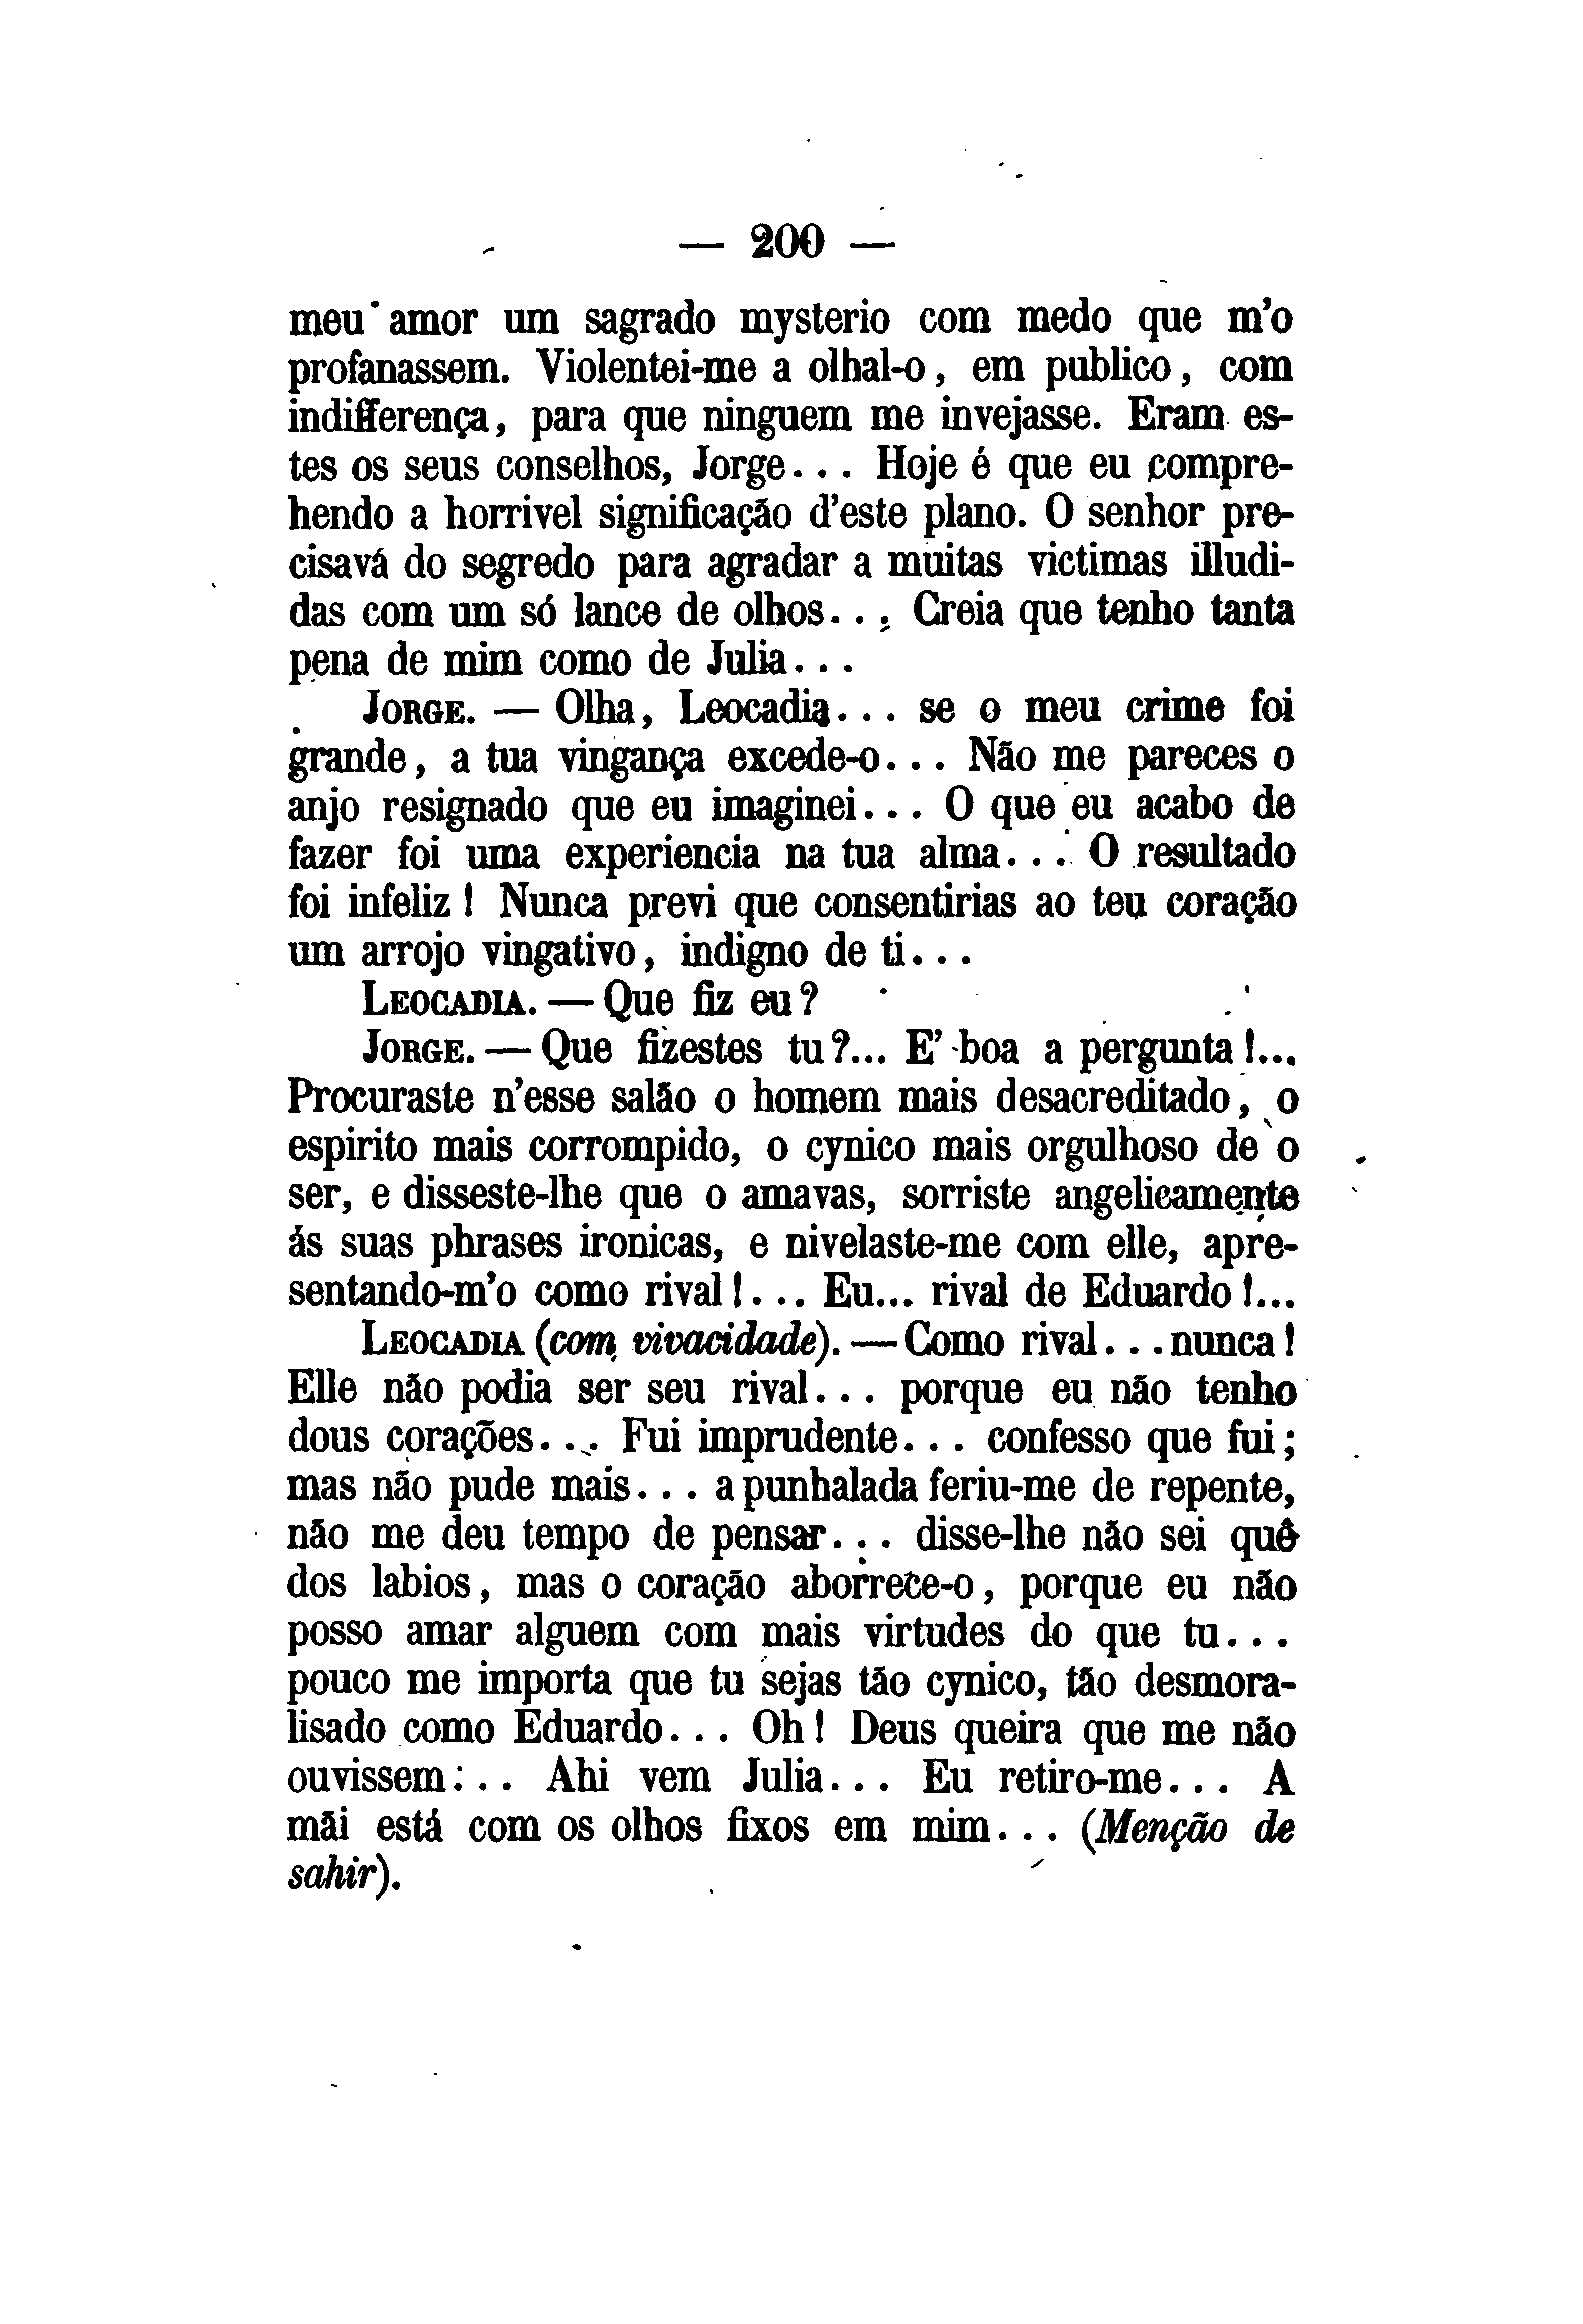 — 200 —
meu amor um sagrado mysterio com medo que m'o
profanassem. Violentei-me a olhal-o, em publico, com
indifferença, para que ninguem me invejasse. Eram es-
tes os seus conselhos, Jorge... Hoje é que eu compre-
hendo a horrivel significação d'este plano. O senhor pre-
cisavá do segredo para agradar a muitas victimas illudi-
das com um só lance de olhos... Creia que tenho tanta
pena de mim como de Julia...
JORGE. — Olha, Leocadia... se o meu crime foi
grande, a tua vingança excede-o... Não me pareces o
anjo resignado que eu imaginei... O que eu acabo de
fazer foi uma experiencia na tua alma... O resultado
foi infeliz! Nunca previ que consentirias ao teu coração
um arrojo vingativo, indigno de ti...
LEOCADIA. — Que fiz eu?
JORGE. — Que fizestes tu?... E' boa a pergunta!...
Procuraste n'esse salão o homem mais desacreditado, o
espirito mais corrompido, o cynico mais orgulhoso de o
ser, e disseste-lhe que o amavas, sorriste angelicamente
ás suas phrases ironicas, e nivelaste-me com elle, apre-
sentando-m'o como rival!... Eu... rival de Eduardo!...
LEOCADIA (com vivacidade). — Como rival... nunca!
Elle não podia ser seu rival... porque eu não tenho
dous corações... Fui imprudente... confesso que fui;
mas não pude mais... a punhalada feriu-me de repente,
não me deu tempo de pensar... disse-lhe não sei quê
dos labios, mas o coração aborrece-o, porque eu não
posso amar alguem com mais virtudes do que tu...
pouco me importa que tu sejas tão cynico, tão desmora-
lisado como Eduardo... Oh! Deus queira que me não
ouvissem... Ahi vem Julia... Eu retiro-me... A
mãi está com os olhos fixos em mim... (Menção de
sahir).